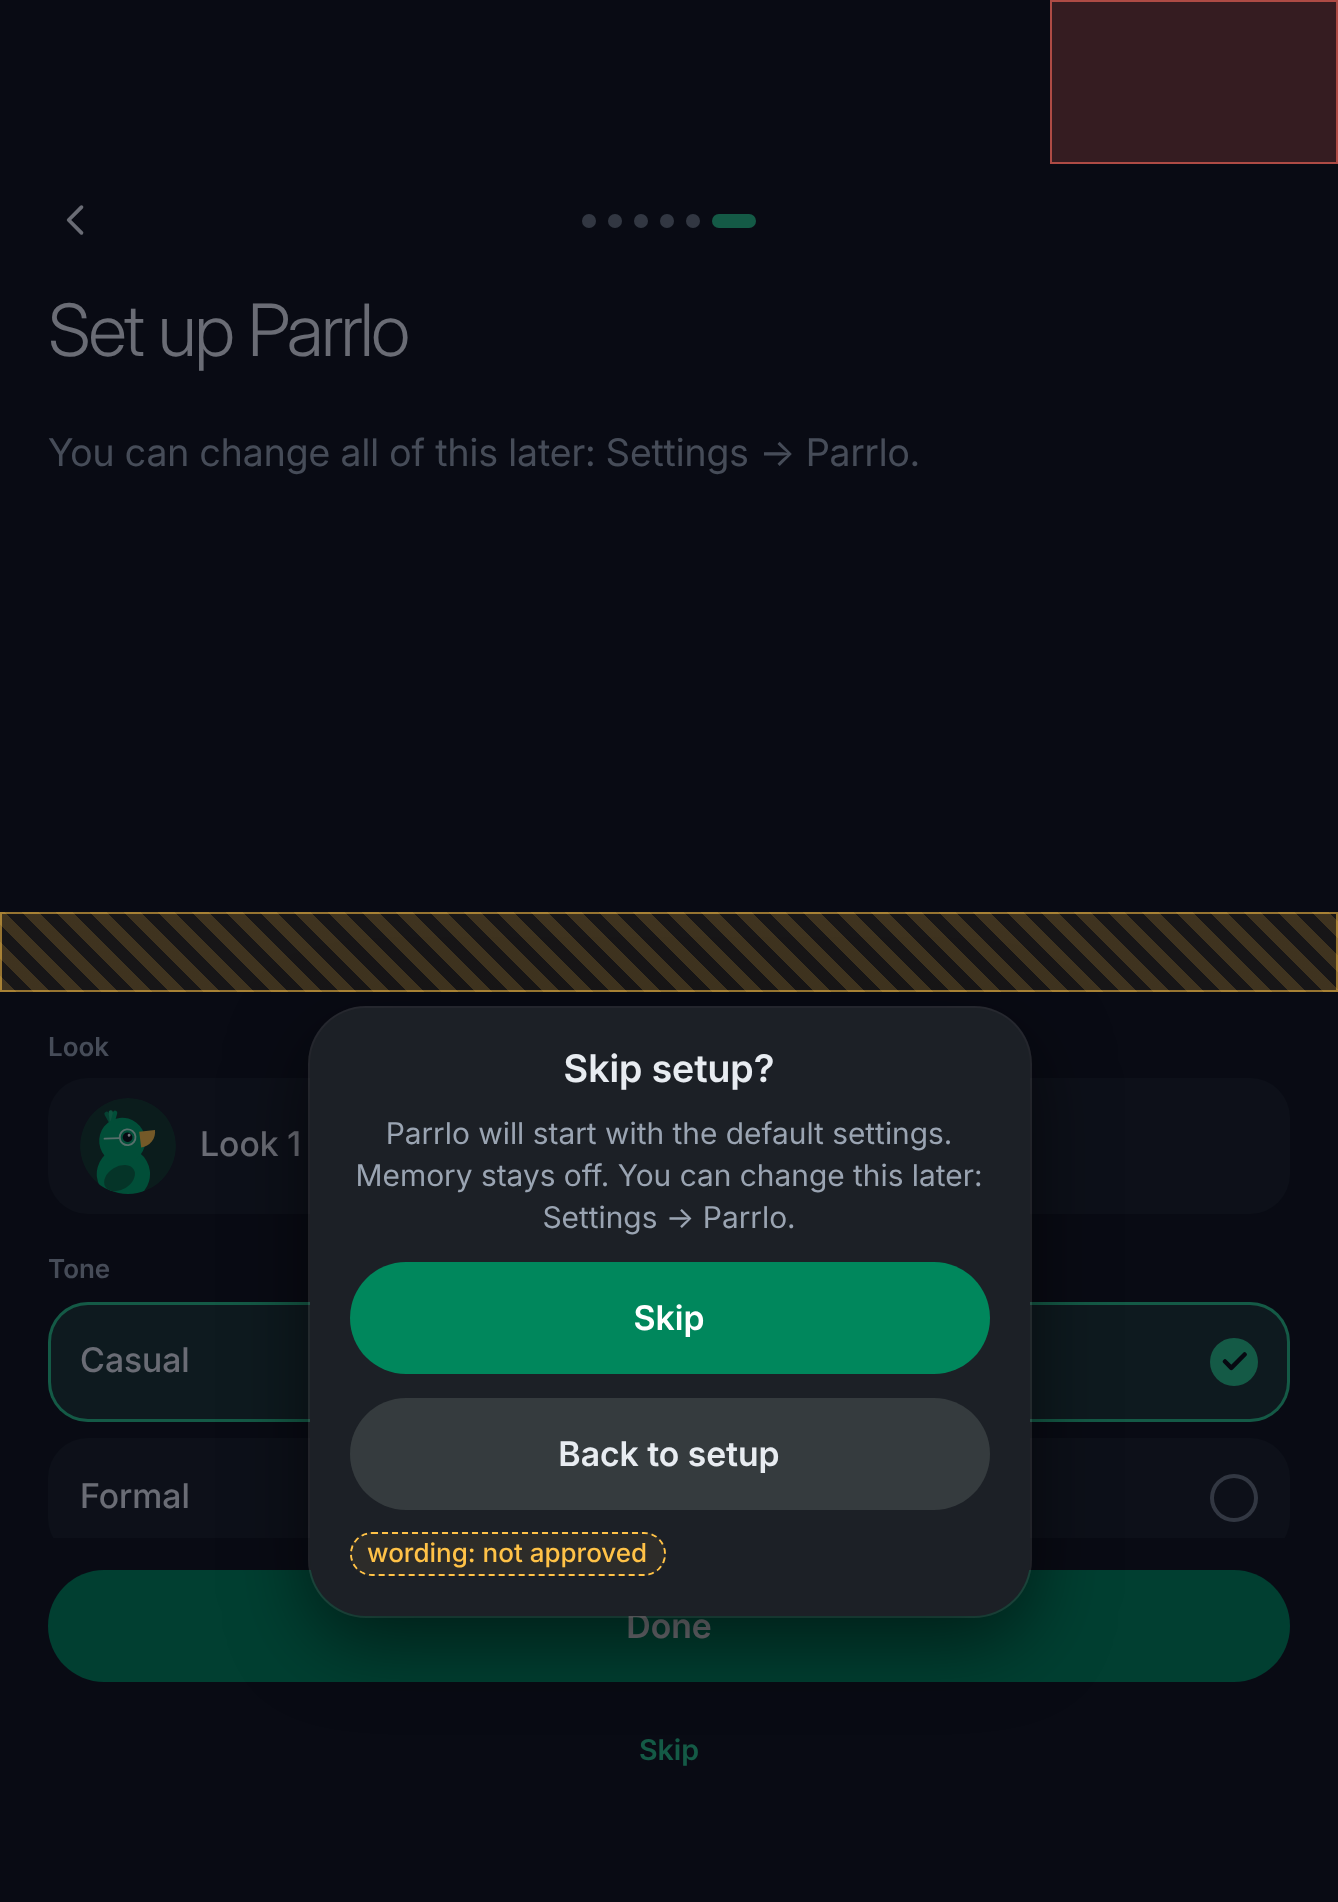 Set up Parrlo
You can change all of this later: Settings → Parrlo.
Look
Look 1
Skip setup?
Parrlo will start with the default settings.
Memory stays off. You can change this later:
Settings → Parrlo.
Tone
Casual
Skip
Back to setup
Formal
wording: not approved
Done
Skip